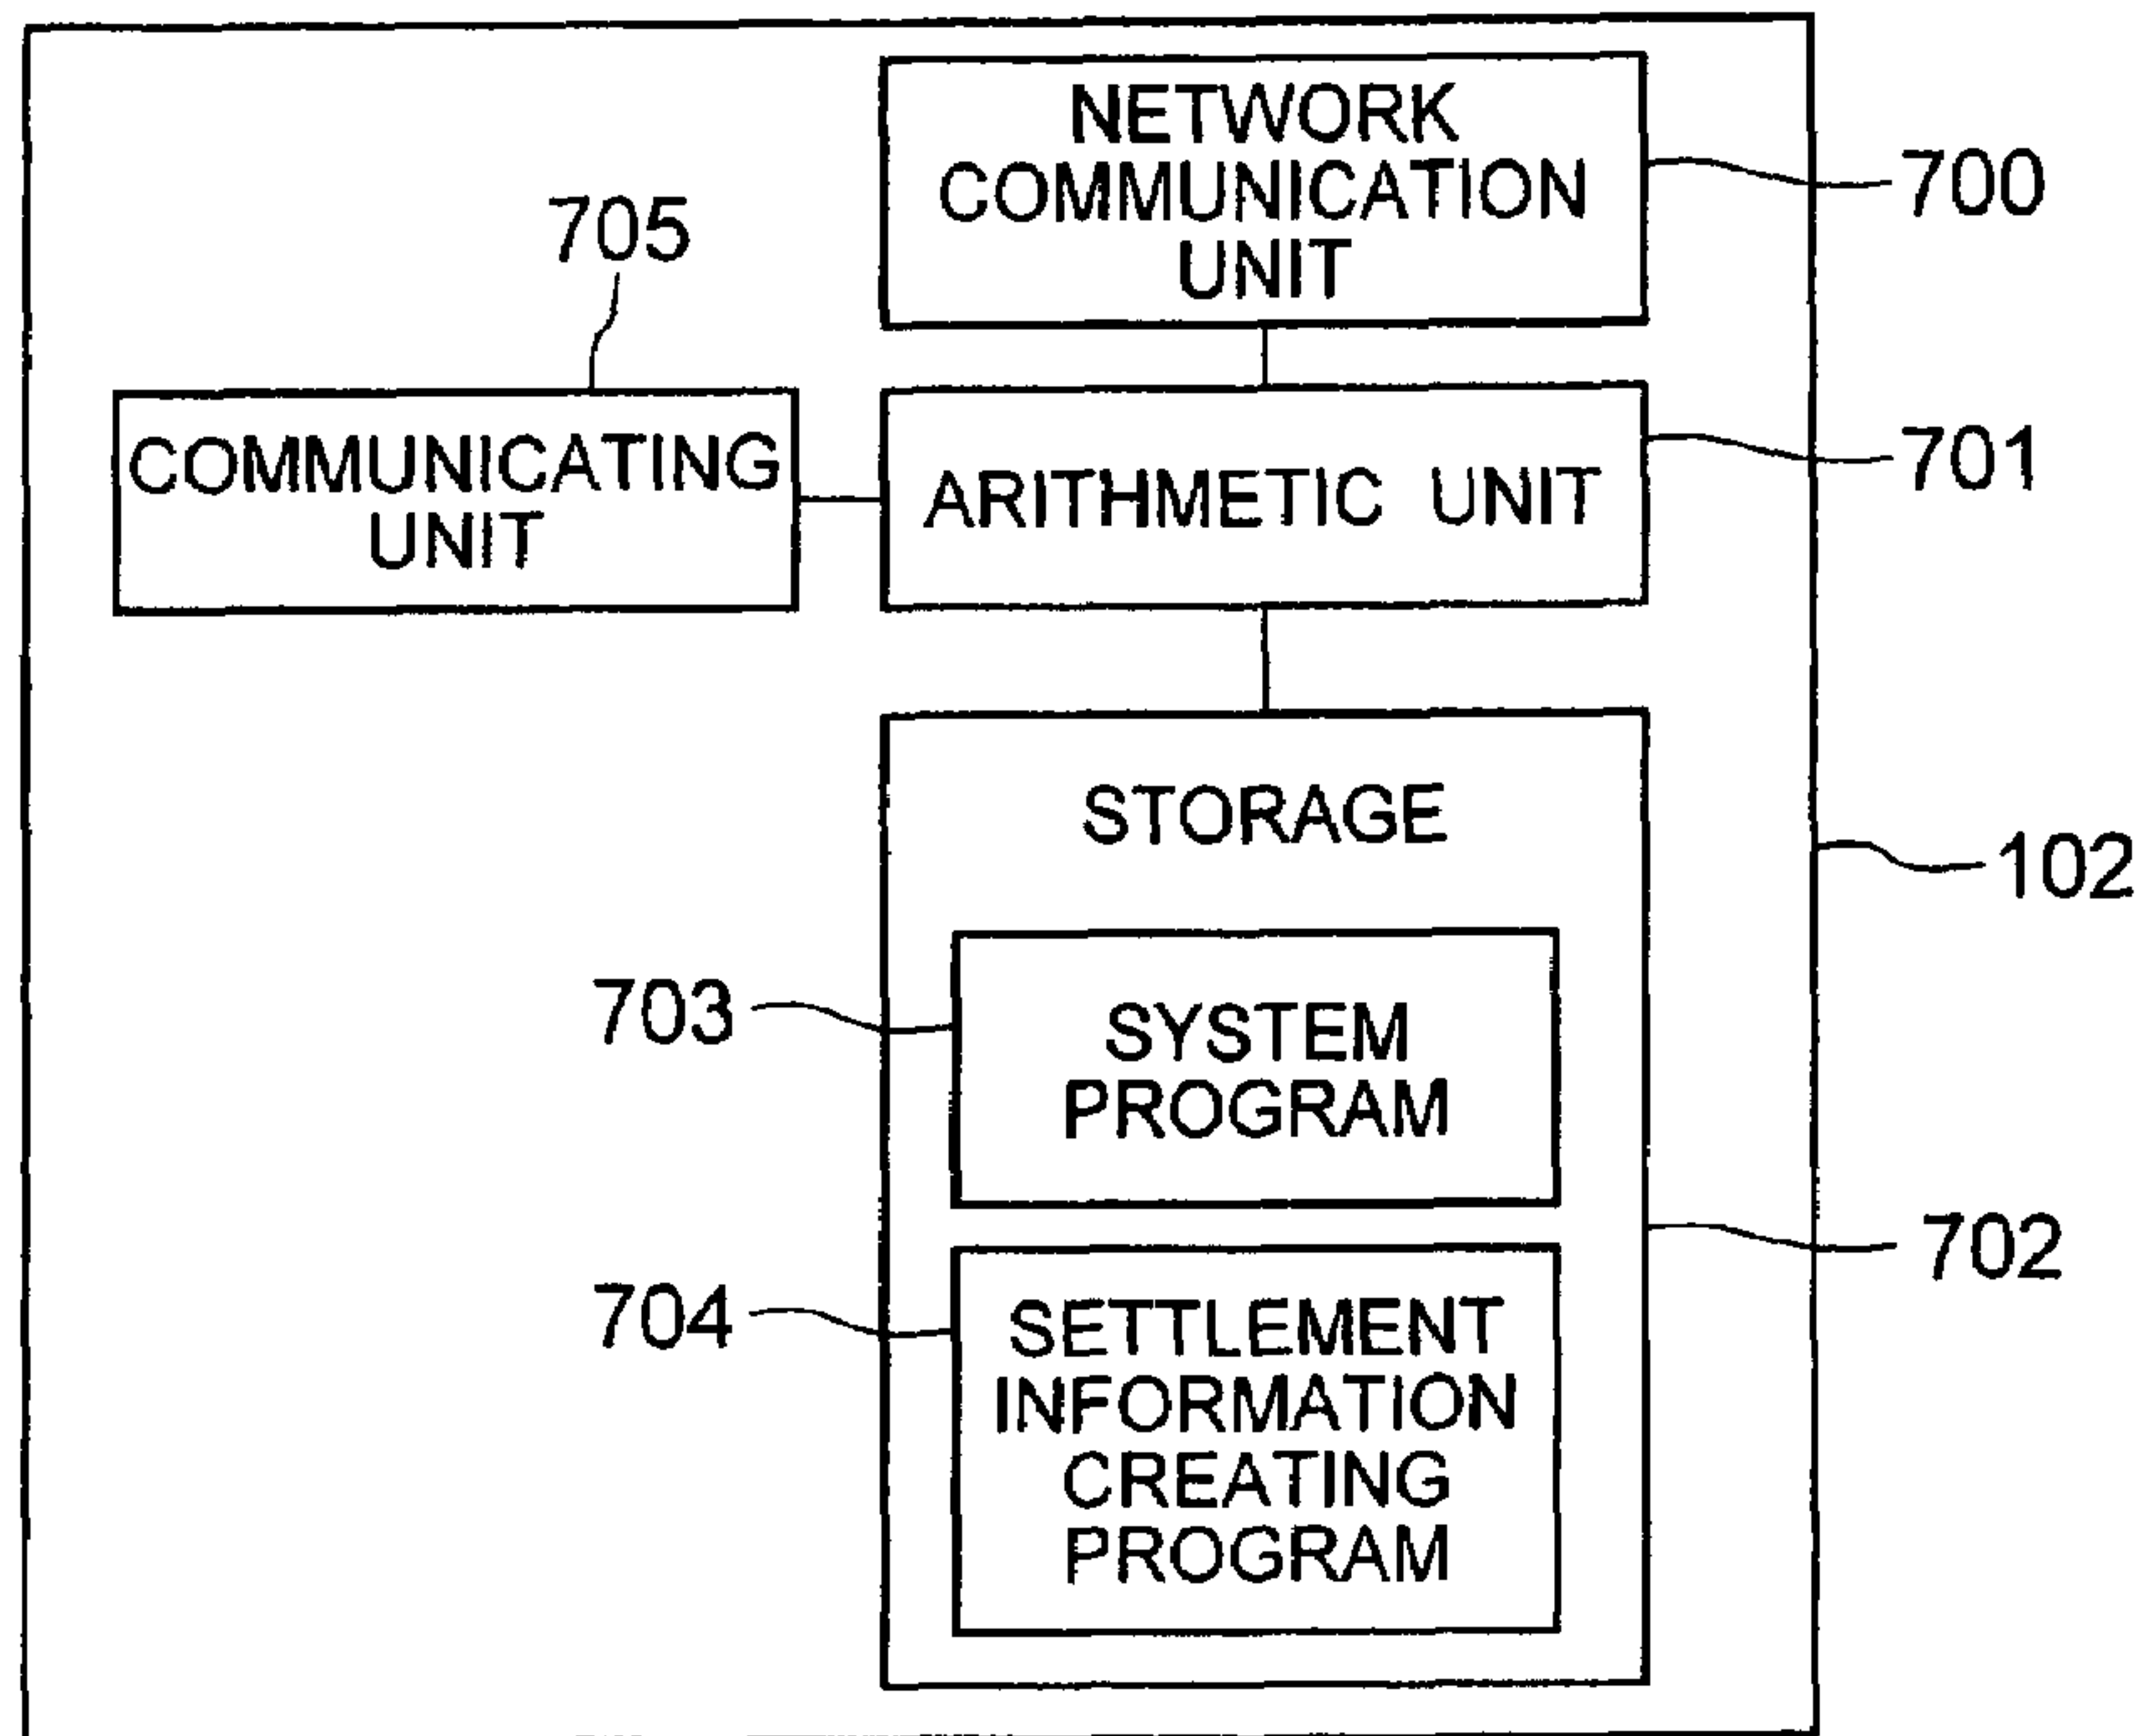 NETWORK
COMMUNICATION
UNIT
700
705
COMMUNICATING
UNIT
ARITHMETIC UNIT
701
STORAGE
102
703
SYSTEM
PROGRAM
702
704
SETTLEMENT
INFORMATION
CREATING
PROGRAM